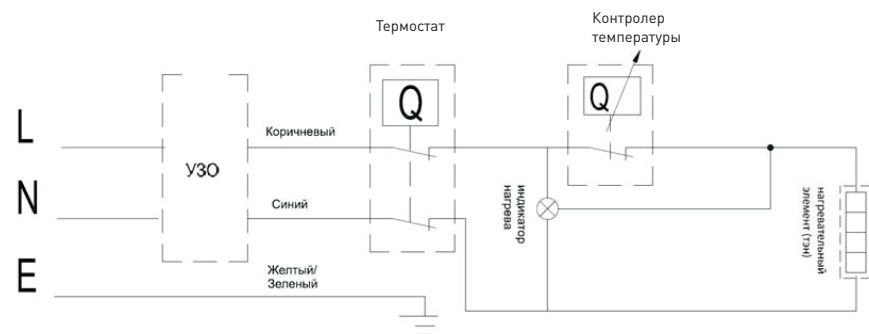 Термостат
Контролер
температуры
Q
Q
L
Коричневый
УЗО
N
Синий
индикатор
нагрева
нагревательный
элемент (тэн)
E
Желтый/
Зеленый